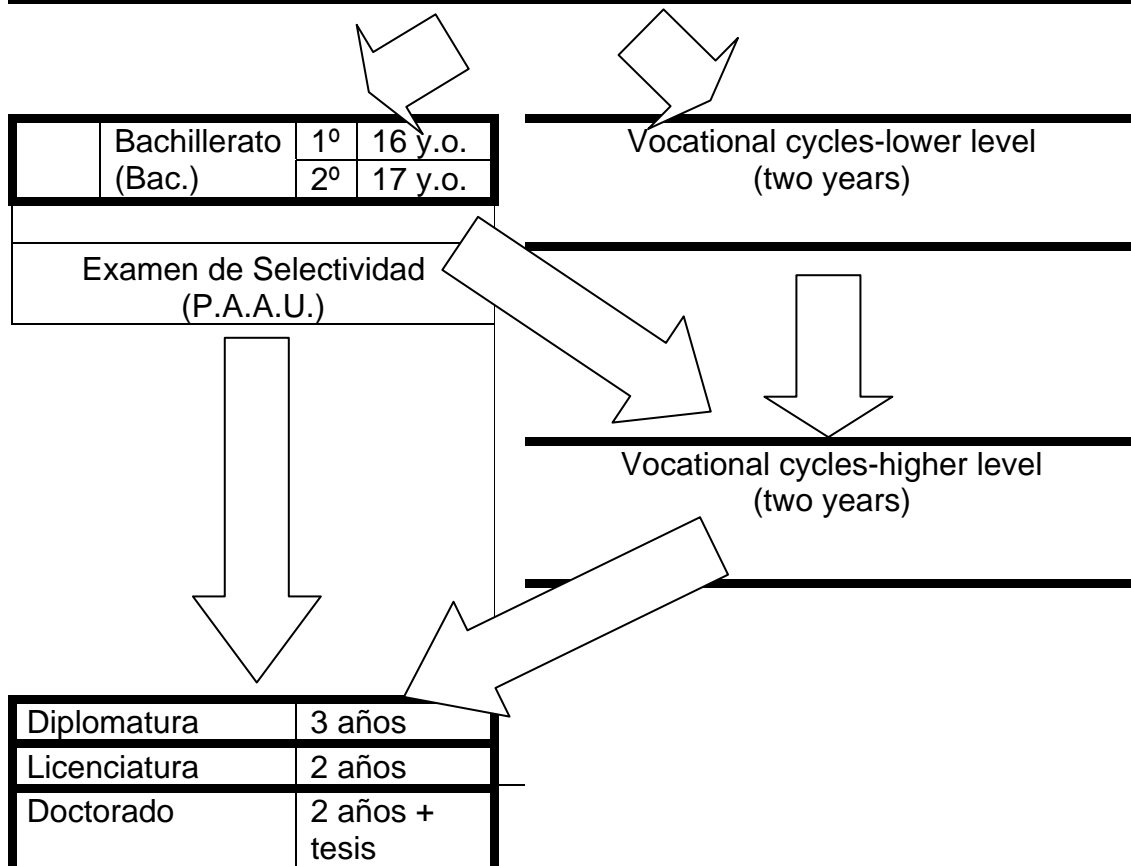 Bachillerato 1º 16 y.o.
(Bac.) 2º 17 y.o.
Vocational cycles-lower level
(two years)
Examen de Selectividad
(P.A.A.U.)
Vocational cycles-higher level
(two years)
Diplomatura 3 años
Licenciatura 2 años
Doctorado 2 años +
tesis